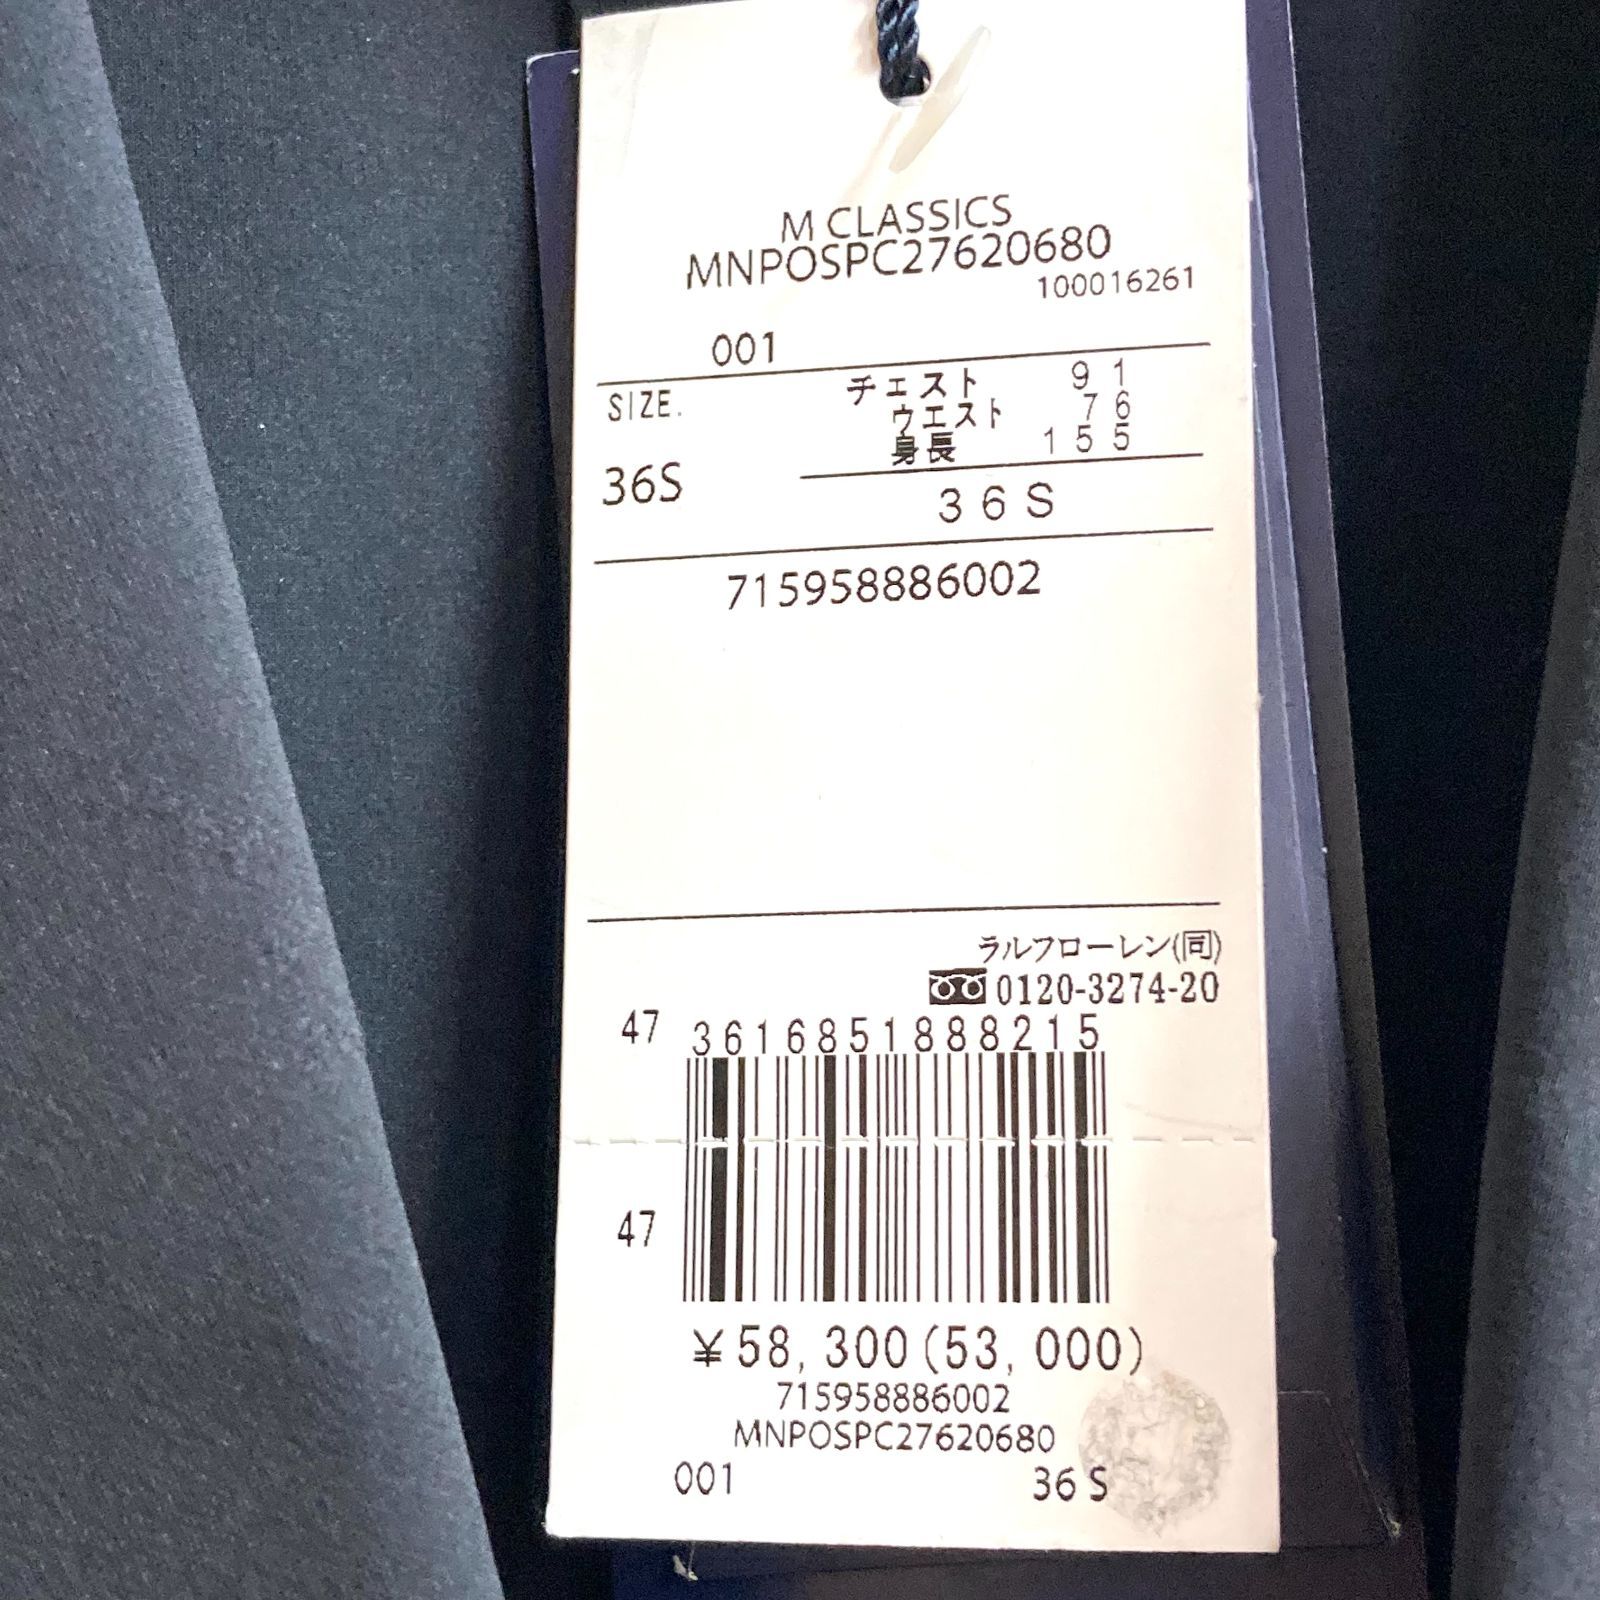 M CLASSICS
MNPOSPC27620680
100016261
001
SIZE.
チェスト 91
ウエスト 76
身長 155
36S
36S
715958886002
ラルフローレン(同)
0120-3274-20
47 3616851888215
47
¥58,300(53,000)
715958886002
MNPOSPC27620680
001 36 S